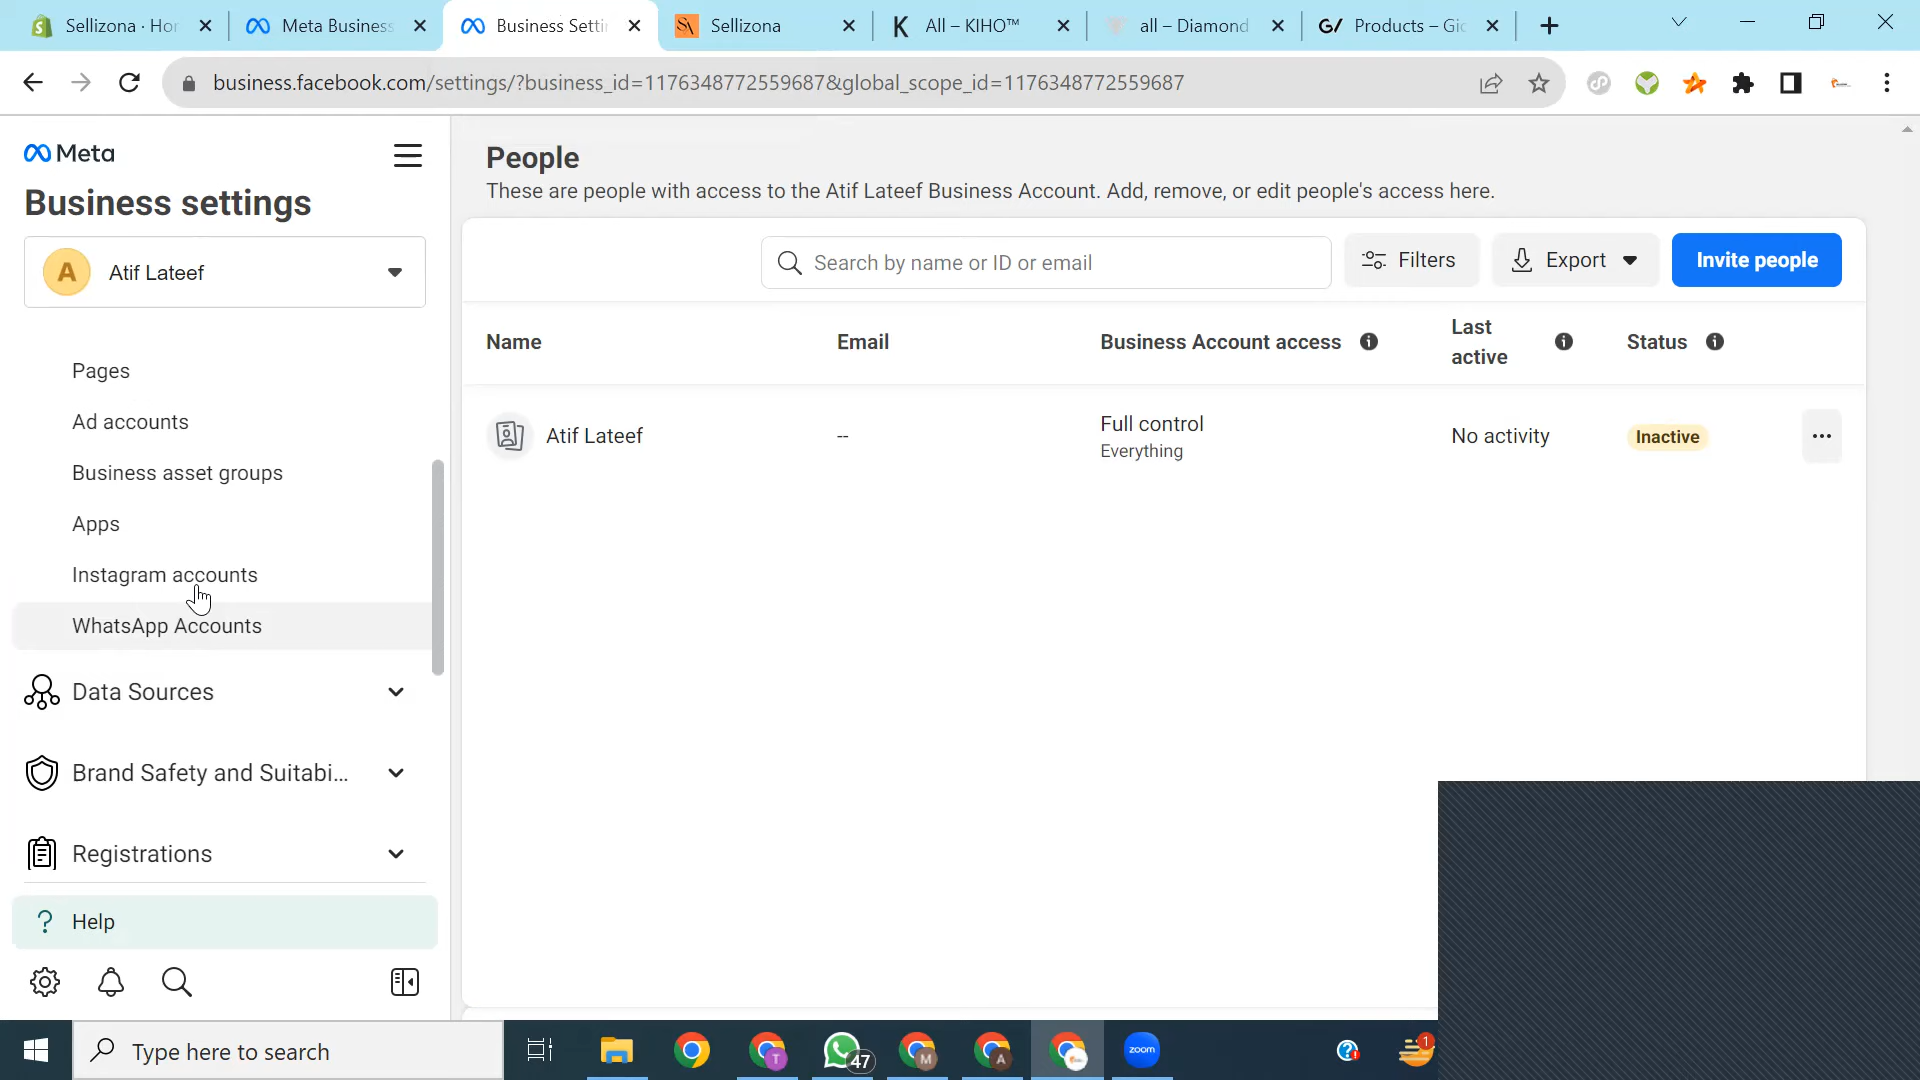 Sellizona · Hor
Meta Business
Business Setti
Sellizona
All – KIHO™
all – Diamond
Products – Gio
business.facebook.com/settings/?business_id=1176348772559687&global_scope_id=1176348772559687
Meta
Business settings
A
Atif Lateef
Pages
Ad accounts
Business asset groups
Apps
Instagram accounts
WhatsApp Accounts
Data Sources
Brand Safety and Suitabi...
Registrations
Help
People
These are people with access to the Atif Lateef Business Account. Add, remove, or edit people's access here.
Search by name or ID or email
Filters
Export
Invite people
Name
Email
Business Account access
Last
active
Status
Atif Lateef
--
Full control
Everything
No activity
Inactive
Type here to search
T
47
M
A
zoom
1